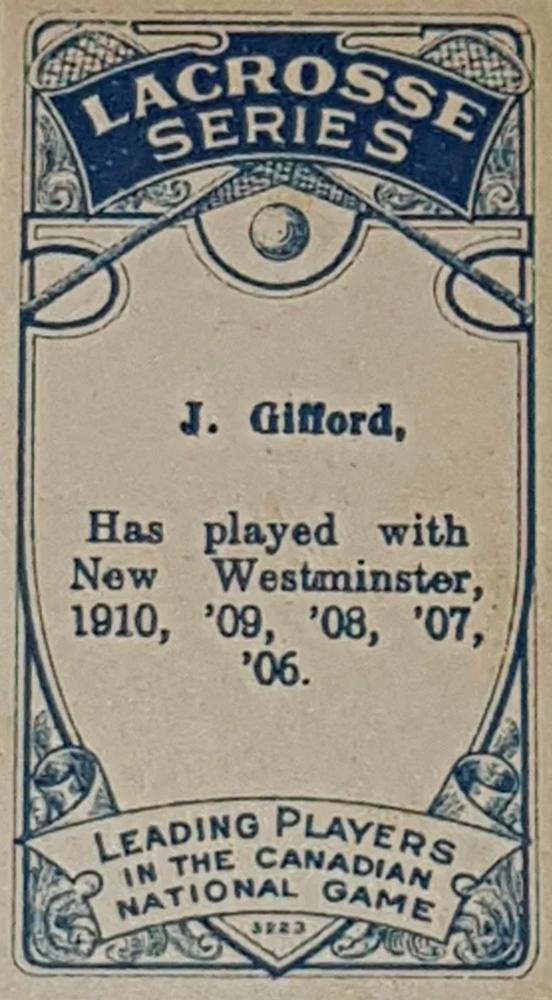 LACROSSE
SERIES
J. Gifford,
Has played with
New Westminster,
1910, '09, '08, '07,
'06.
LEADING PLAYERS
IN THE CANADIAN
NATIONAL GAME
3223